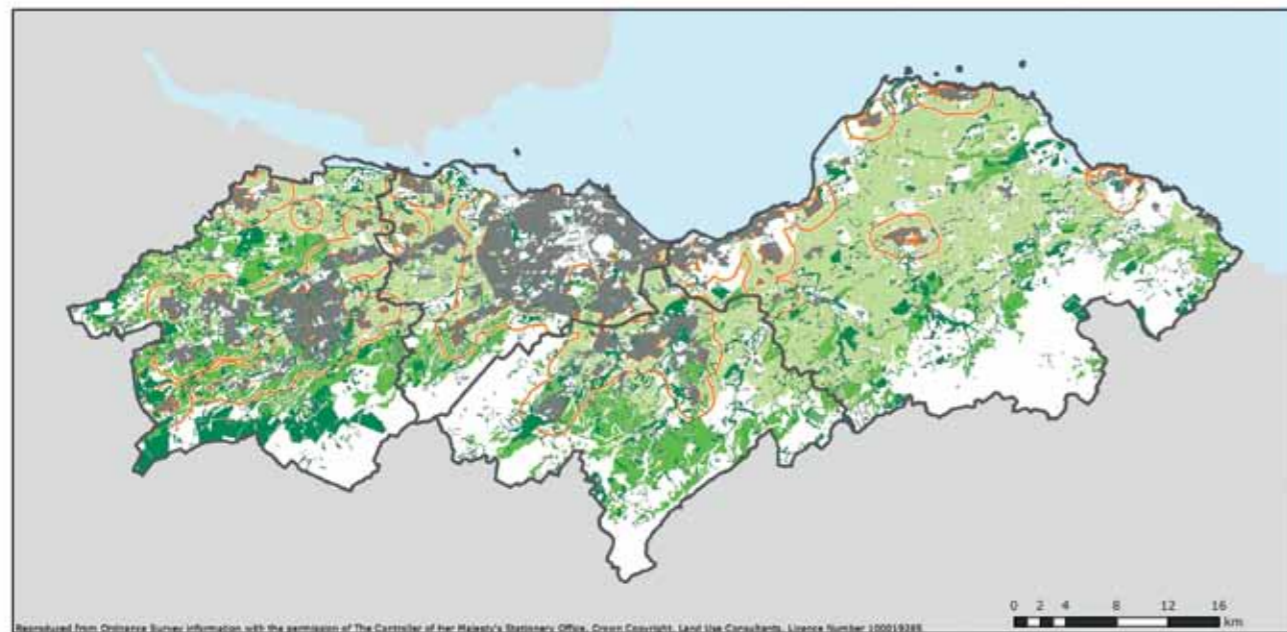 0 2 4 8 12 16
km
Reproduced from Ordnance Survey information with the permission of The Controller of Her Majesty's Stationery Office, Crown Copyright, Land Use Consultants, Licence Number 100019265